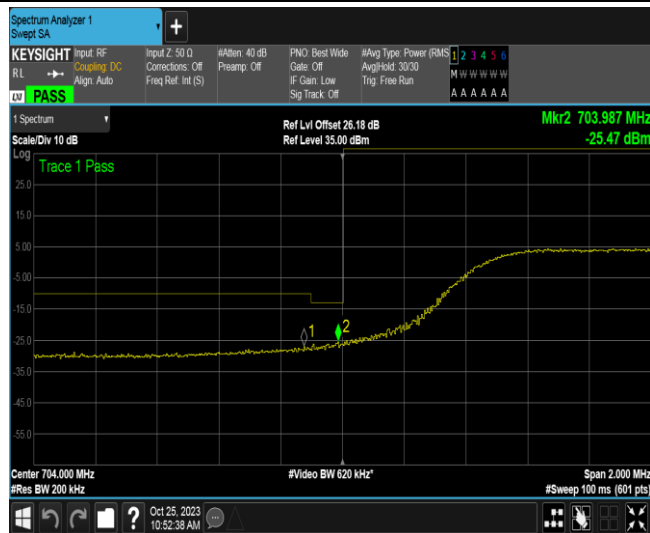 Spectrum Analyzer 1
Swept SA
+
KEYSIGHT
RL
LXI PASS
Input: RF
Coupling: DC
Align: Auto
Input Z: 50 Ω
Corrections: Off
Freq Ref: Int (S)
#Atten: 40 dB
Preamp: Off
PNO: Best Wide
Gate: Off
IF Gain: Low
Sig Track: Off
#Avg Type: Power (RMS
Avg|Hold: 30/30
Trig: Free Run
1 2 3 4 5 6
M W W W W W
A A A A A A
1 Spectrum
Scale/Div 10 dB
Ref Lvl Offset 26.18 dB
Ref Level 35.00 dBm
Mkr2 703.987 MHz
-25.47 dBm
Log
Trace 1 Pass
25.0
15.0
5.00
-5.00
-15.0
-25.0
-35.0
-45.0
-55.0
1
2
Center 704.000 MHz
#Res BW 200 kHz
#Video BW 620 kHz*
Span 2.000 MHz
#Sweep 100 ms (601 pts)
?
Oct 25, 2023
10:52:38 AM